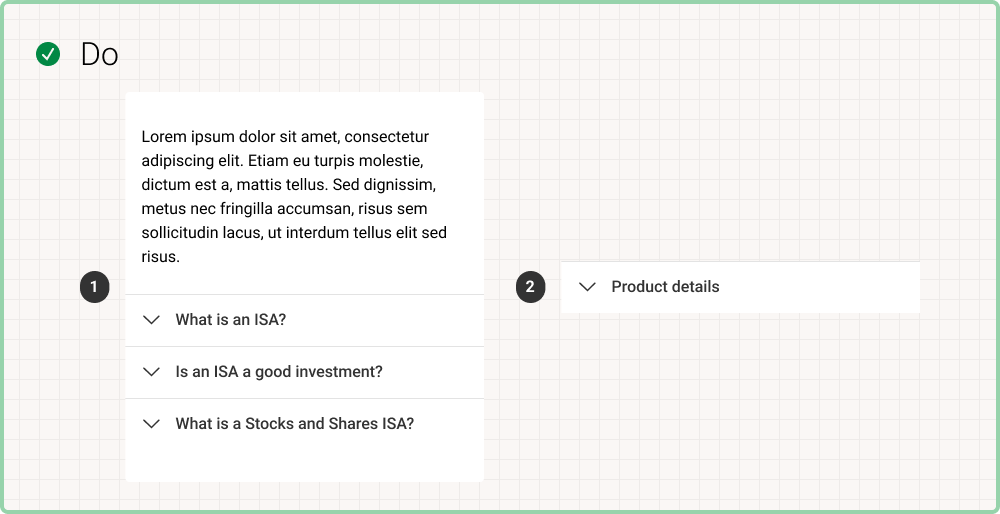 Do
1
Lorem ipsum dolor sit amet, consectetur
adipiscing elit. Etiam eu turpis molestie,
dictum est a, mattis tellus. Sed dignissim,
metus nec fringilla accumsan, risus sem
sollicitudin lacus, ut interdum tellus elit sed
risus.
What is an ISA?
Is an ISA a good investment?
What is a Stocks and Shares ISA?
2
Product details